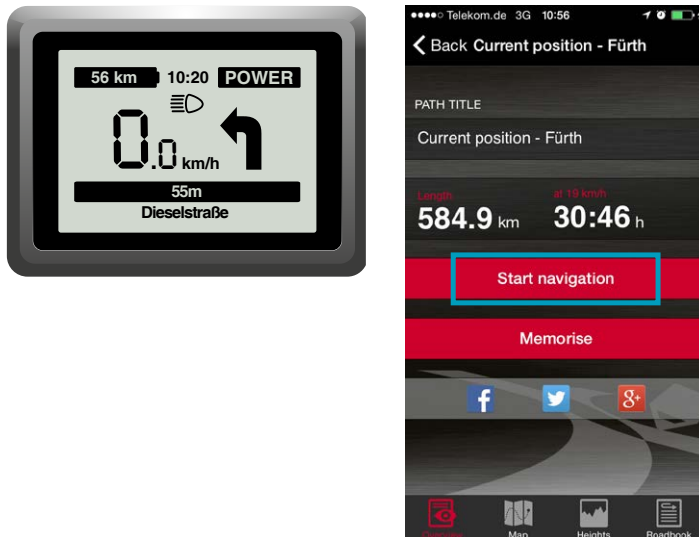 56 km 10:20 POWER
0.0 km/h
55m
Dieselstraße
Telekom.de 3G 10:56
Back Current position - Fürth
PATH TITLE
Current position - Fürth
Length at 19 km/h
584.9 km 30:46 h
Start navigation
Memorise
f 8+
Overview Map Heights Roadbook